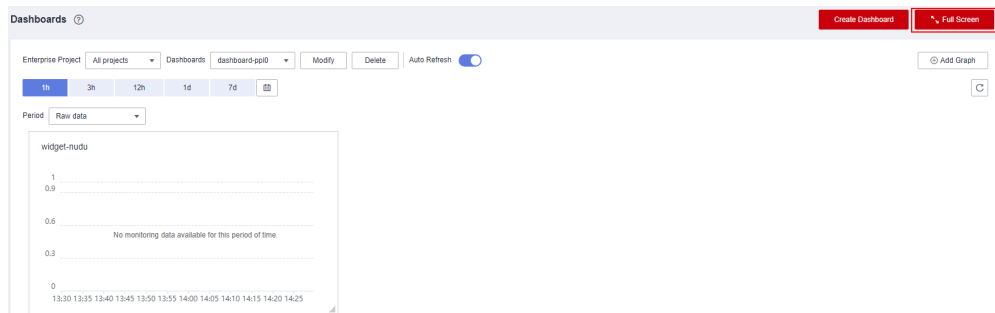 Dashboards ?
Create Dashboard
Full Screen
Enterprise Project All projects Dashboards dashboard-ppl0 Modify Delete Auto Refresh Add Graph
1h 3h 12h 1d 7d
Period Raw data
widget-nudu
1
0.9
0.6
No monitoring data available for this period of time.
0.3
0
13:30 13:35 13:40 13:45 13:50 13:55 14:00 14:05 14:10 14:15 14:20 14:25